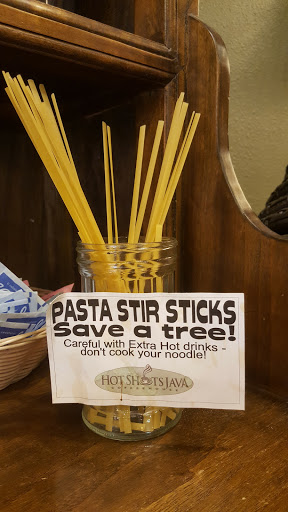 PASTA STIR STICKS
Save a tree!
Careful with Extra Hot drinks -
don't cook your noodle!
HOT SHOTS JAVA